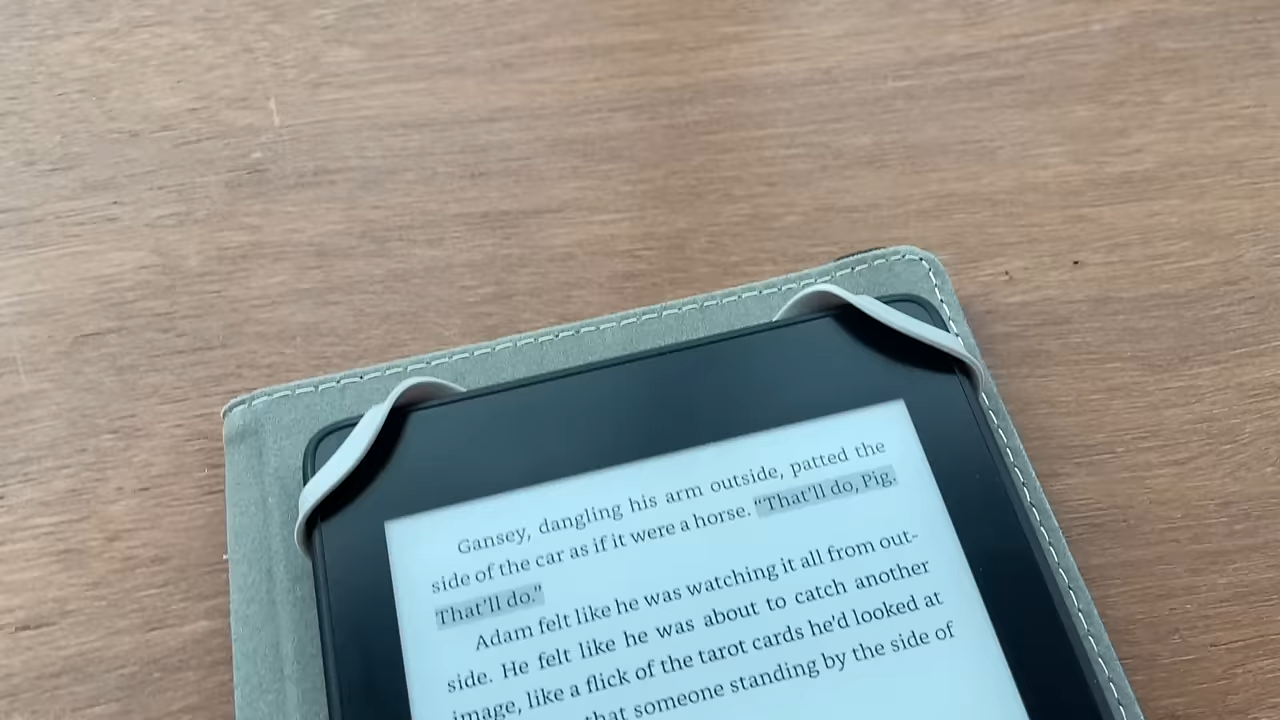 Gansey, dangling his arm outside, patted the
side of the car as if it were a horse. “That’ll do, Pig.
That’ll do.”
Adam felt like he was watching it all from out-
side. He felt like he was about to catch another
image, like a flick of the tarot cards he’d looked at
that someone standing by the side of